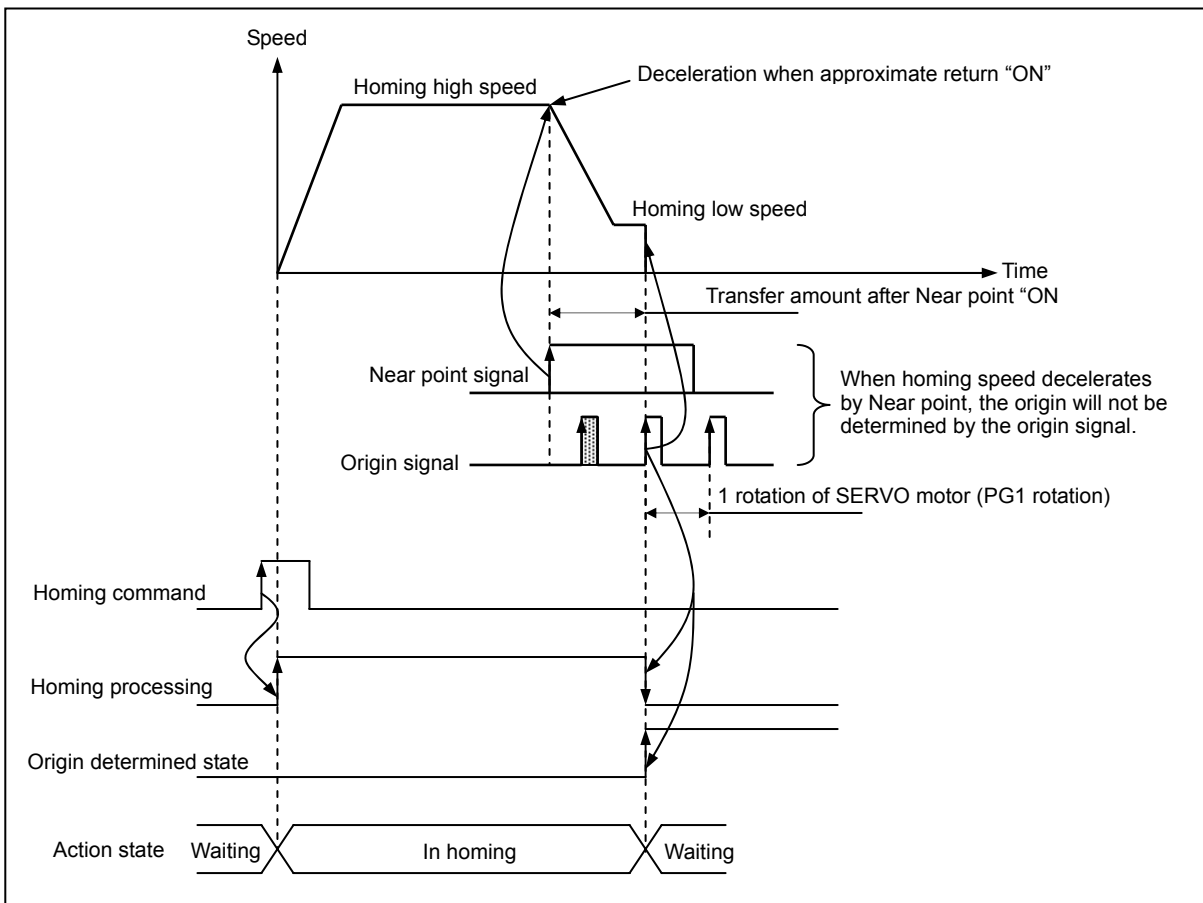 Speed
Deceleration when approximate return “ON”
Homing high speed
Homing low speed
Time
Transfer amount after Near point “ON
Near point signal
When homing speed decelerates
by Near point, the origin will not be
determined by the origin signal.
Origin signal
1 rotation of SERVO motor (PG1 rotation)
Homing command
Homing processing
Origin determined state
Action state
Waiting
In homing
Waiting